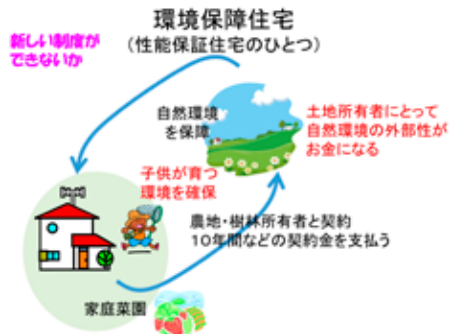 環境保障住宅
(性能保証住宅のひとつ)
新しい制度が
できないか
自然環境
を保障
土地所有者にとって
自然環境の外部性が
お金になる
子供が育つ
環境を確保
農地・樹林所有者と契約
10年間などの契約金を支払う
家庭菜園